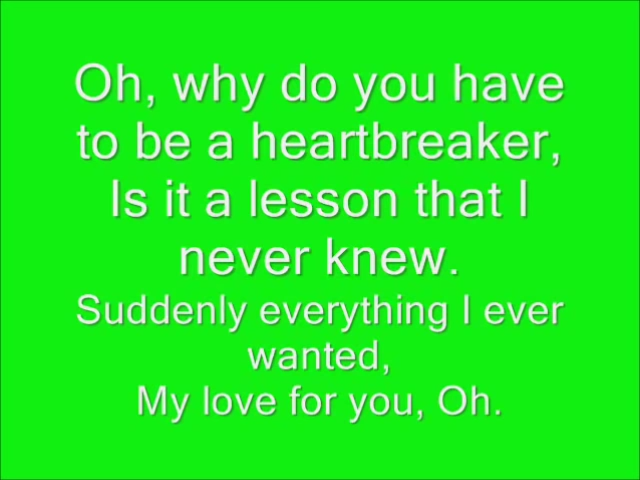 Oh, why do you have
to be a heartbreaker,
Is it a lesson that I
never knew.
Suddenly everything I ever
wanted,
My love for you, Oh.